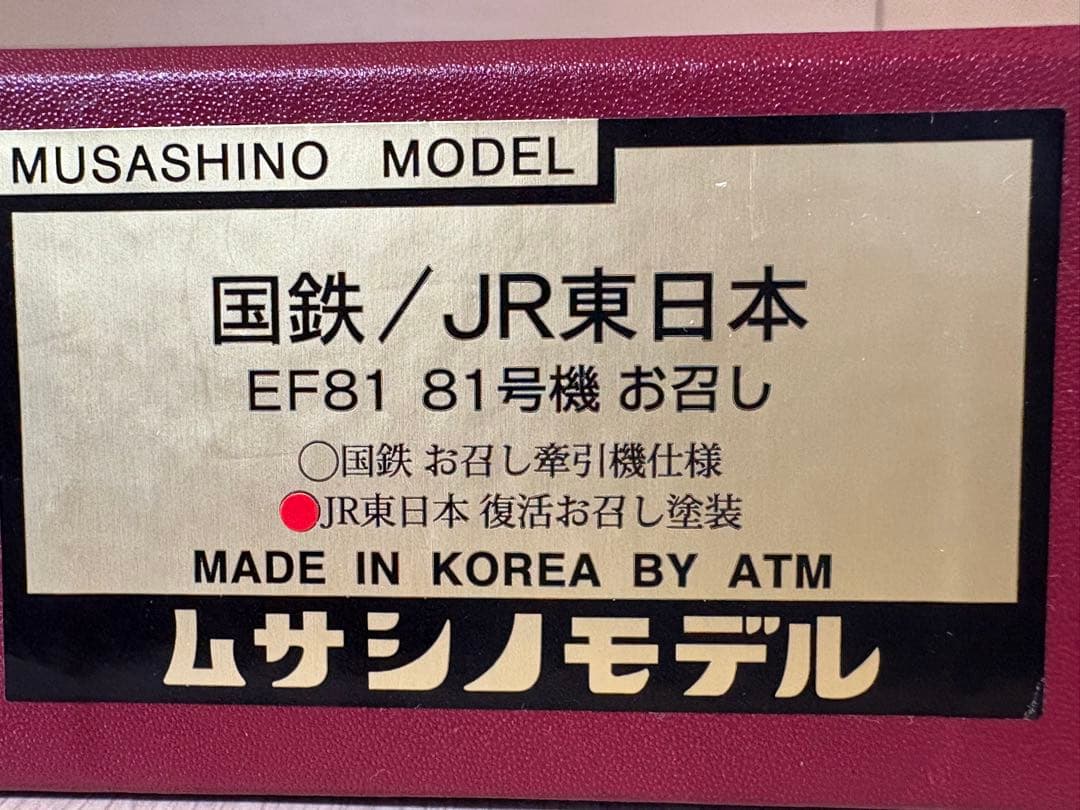 MUSASHINO MODEL
国鉄/JR東日本
EF81 81号機 お召し
○国鉄 お召し牽引機仕様
●JR東日本 復活お召し塗装
MADE IN KOREA BY ATM
ムサシノモデル